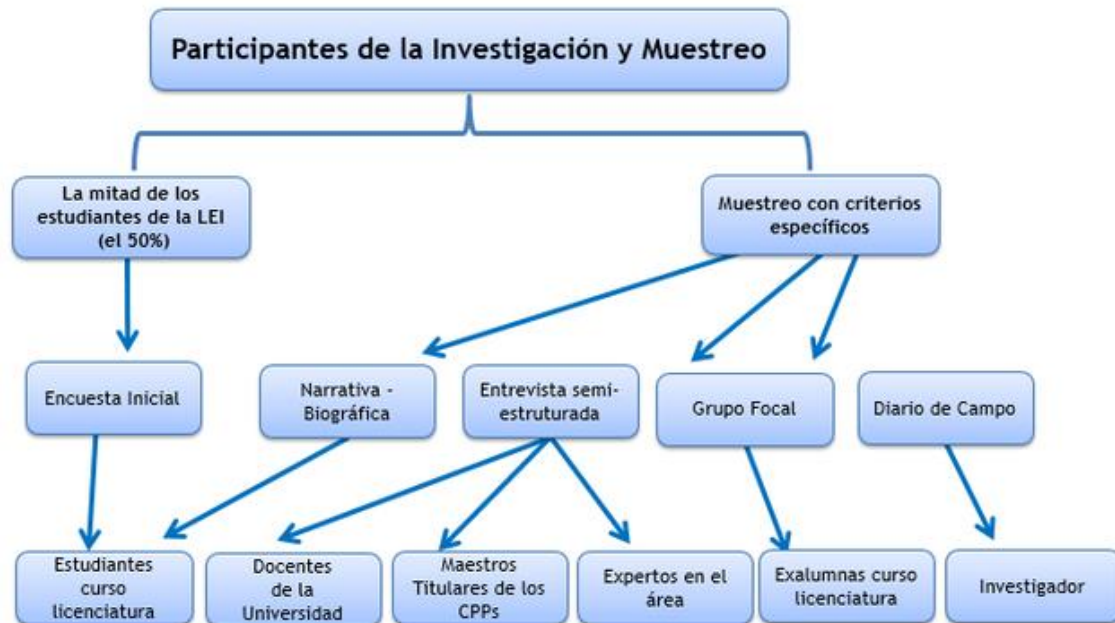 Participantes de la Investigación y Muestreo
La mitad de los
estudiantes de la LEI
(el 50%)
Muestreo con criterios
específicos
Encuesta Inicial
Narrativa -
Biográfica
Entrevista semi-
estruturada
Grupo Focal
Diario de Campo
Estudiantes
curso
licenciatura
Docentes
de la
Universidad
Maestros
Titulares de los
CPPs
Expertos en el
área
Exalumnas curso
licenciatura
Investigador